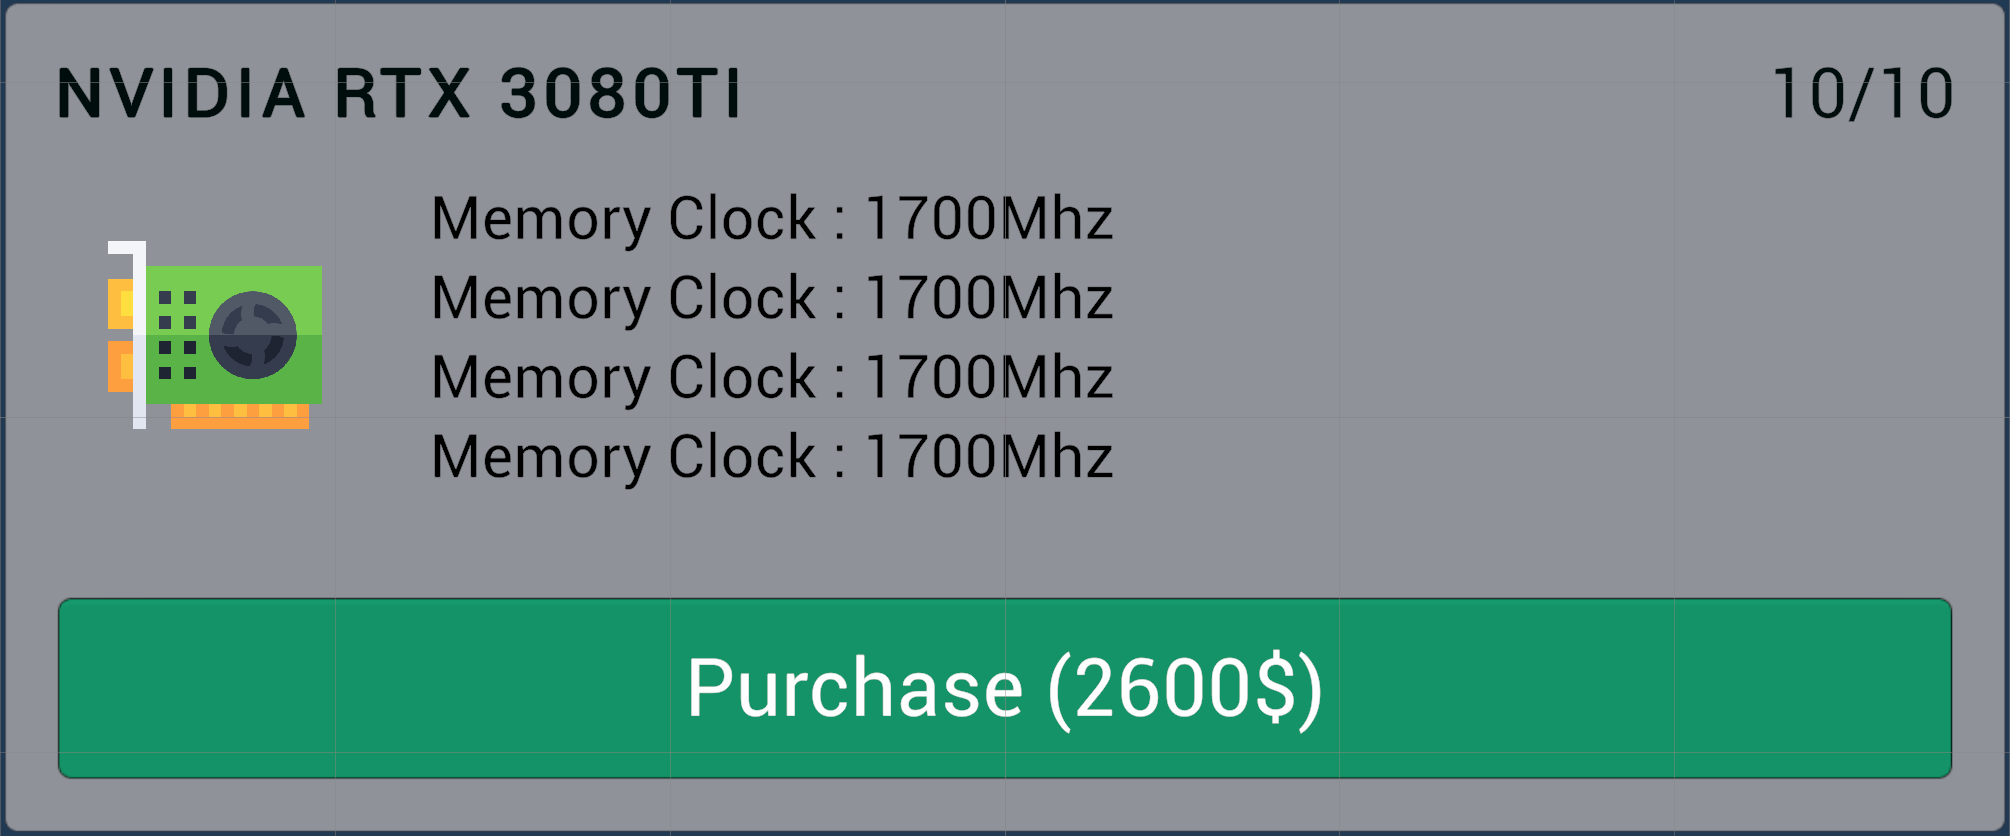 NVIDIA RTX 3080TI
10/10
Memory Clock : 1700Mhz
Memory Clock : 1700Mhz
Memory Clock : 1700Mhz
Memory Clock : 1700Mhz
Purchase (2600$)